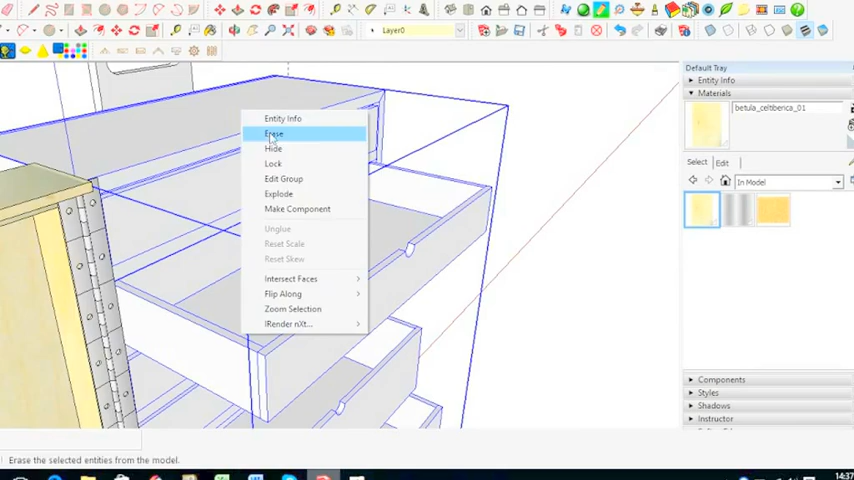 Layer0
Default Tray
Entity Info
Materials
betula_celtiberica_01
Select Edit
In Model
Entity Info
Erase
Hide
Lock
Edit Group
Explode
Make Component
Unglue
Reset Scale
Reset Skew
Intersect Faces
Flip Along
Zoom Selection
IRender nXt...
Components
Styles
Shadows
Instructor
Erase the selected entities from the model.
14:37